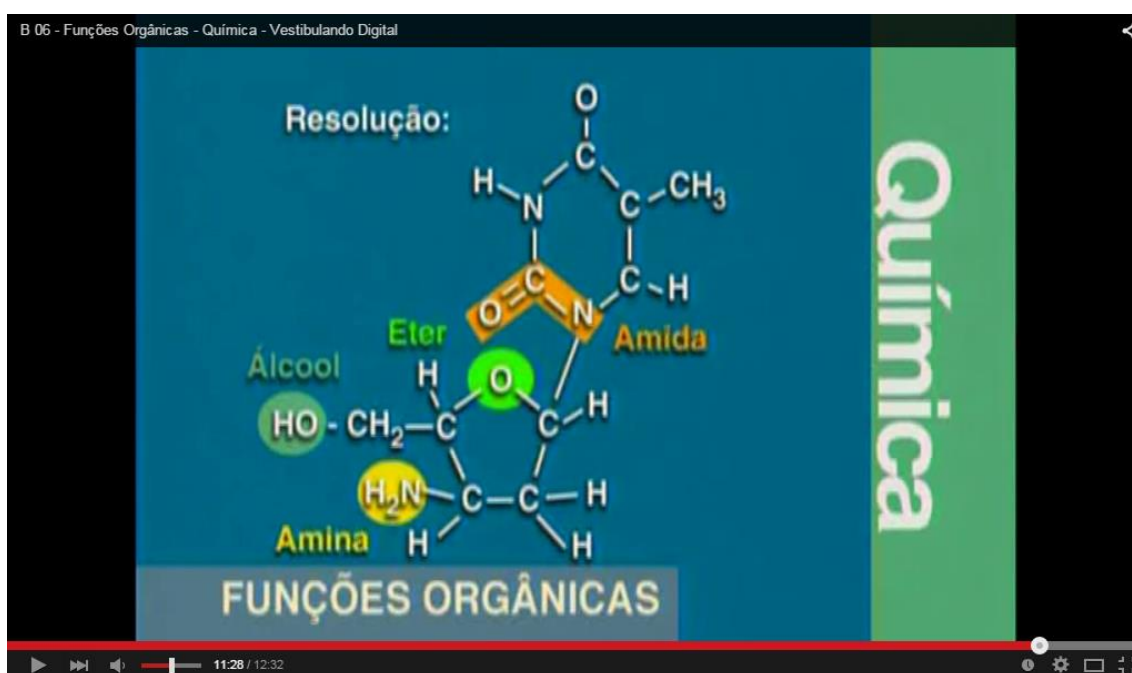 B 06 - Funções Orgânicas - Química - Vestibulando Digital
Resolução:
O
C
H
N
C
CH3
C
O
C
N
H
Eter
Amida
Álcool
H
O
H
HO - CH2
C
C
H2N
C
C
H
Amina
H
H
FUNÇÕES ORGÂNICAS
Química
11:28 / 12:32